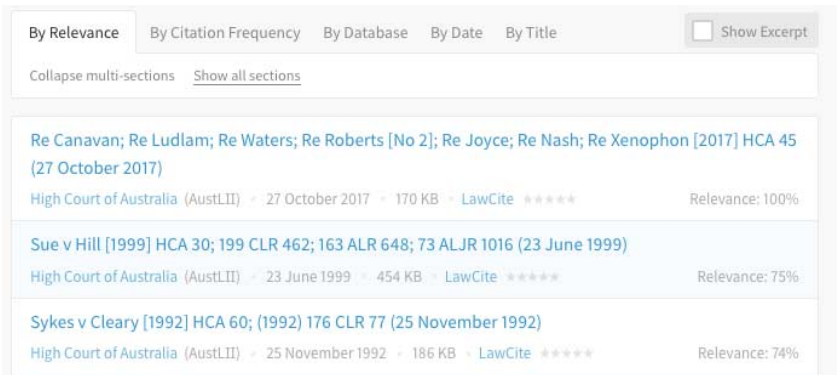 By Relevance By Citation Frequency By Database By Date By Title Show Excerpt
Collapse multi-sections Show all sections
Re Canavan; Re Ludlam; Re Waters; Re Roberts [No 2]; Re Joyce; Re Nash; Re Xenophon [2017] HCA 45
(27 October 2017)
High Court of Australia (AustLII) 27 October 2017 170 KB LawCite ★★★★★ Relevance: 100%
Sue v Hill [1999] HCA 30; 199 CLR 462; 163 ALR 648; 73 ALJR 1016 (23 June 1999)
High Court of Australia (AustLII) 23 June 1999 454 KB LawCite ★★★★★ Relevance: 75%
Sykes v Cleary [1992] HCA 60; (1992) 176 CLR 77 (25 November 1992)
High Court of Australia (AustLII) 25 November 1992 186 KB LawCite ★★★★★ Relevance: 74%